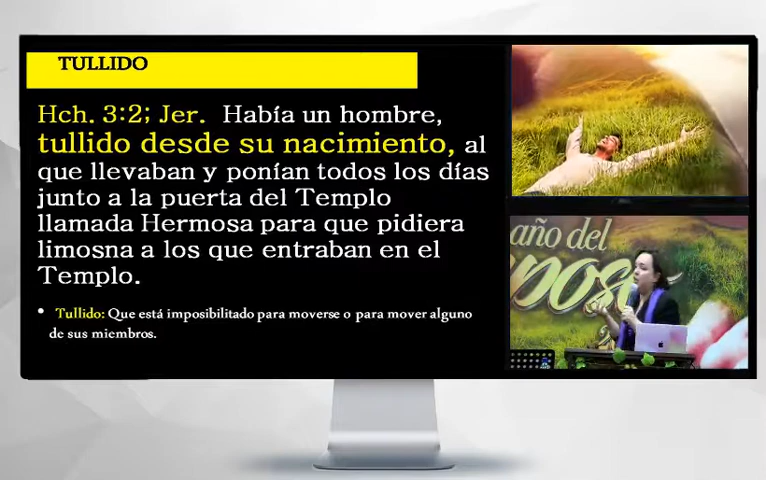 TULLIDO
Hch. 3:2; Jer. Había un hombre,
tullido desde su nacimiento, al
que llevaban y ponían todos los días
junto a la puerta del Templo
llamada Hermosa para que pidiera
limosna a los que entraban en el
Templo.
• Tullido: Que está imposibilitado para moverse o para mover alguno
de sus miembros.
año del